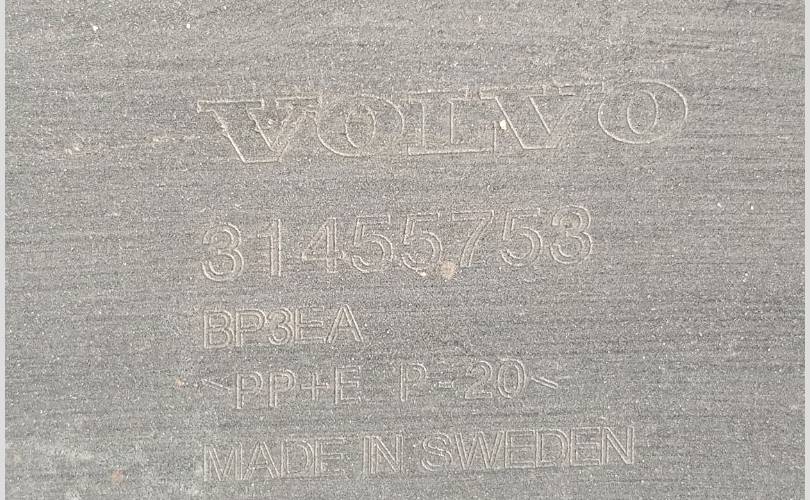 VOLVO
31455753
BP3EA
~PP+E P-20~
MADE IN SWEDEN